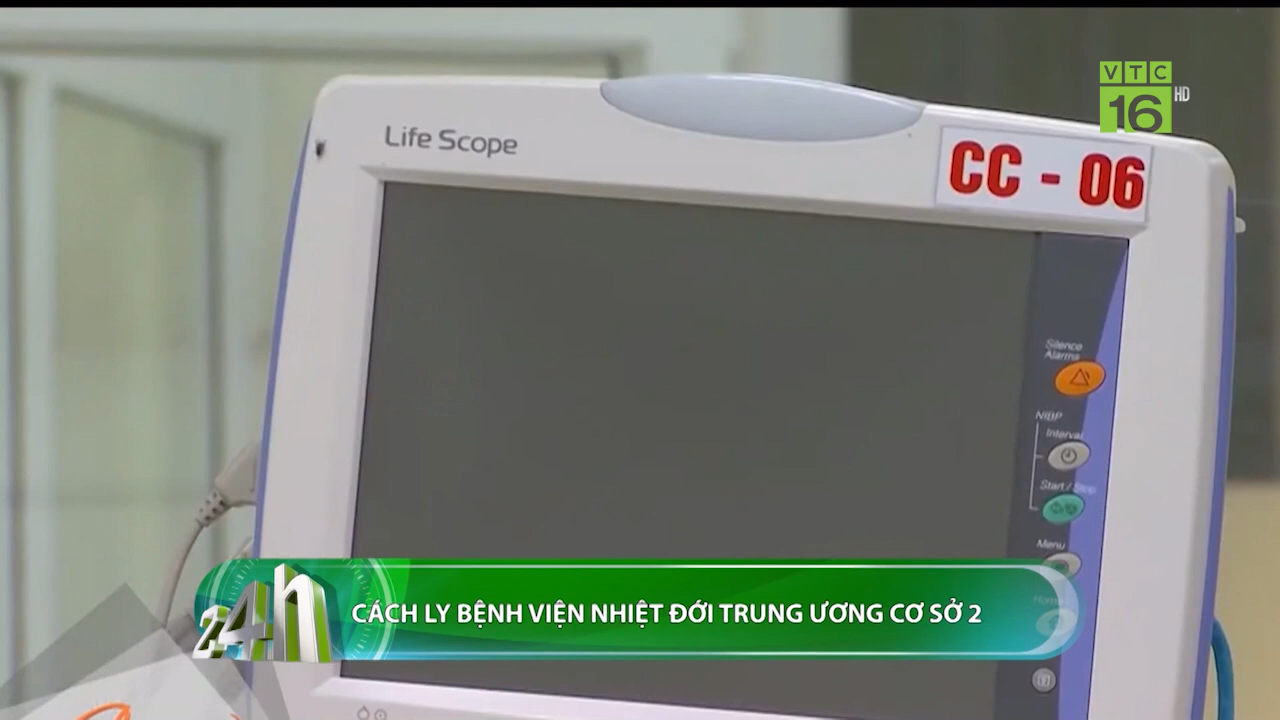 VTC
16 HD
Life Scope
CC - 06
Silence
Alarms
NIBP
Interval
Start / Stop
Menu
Home
24h
CÁCH LY BỆNH VIỆN NHIỆT ĐỚI TRUNG ƯƠNG CƠ SỞ 2